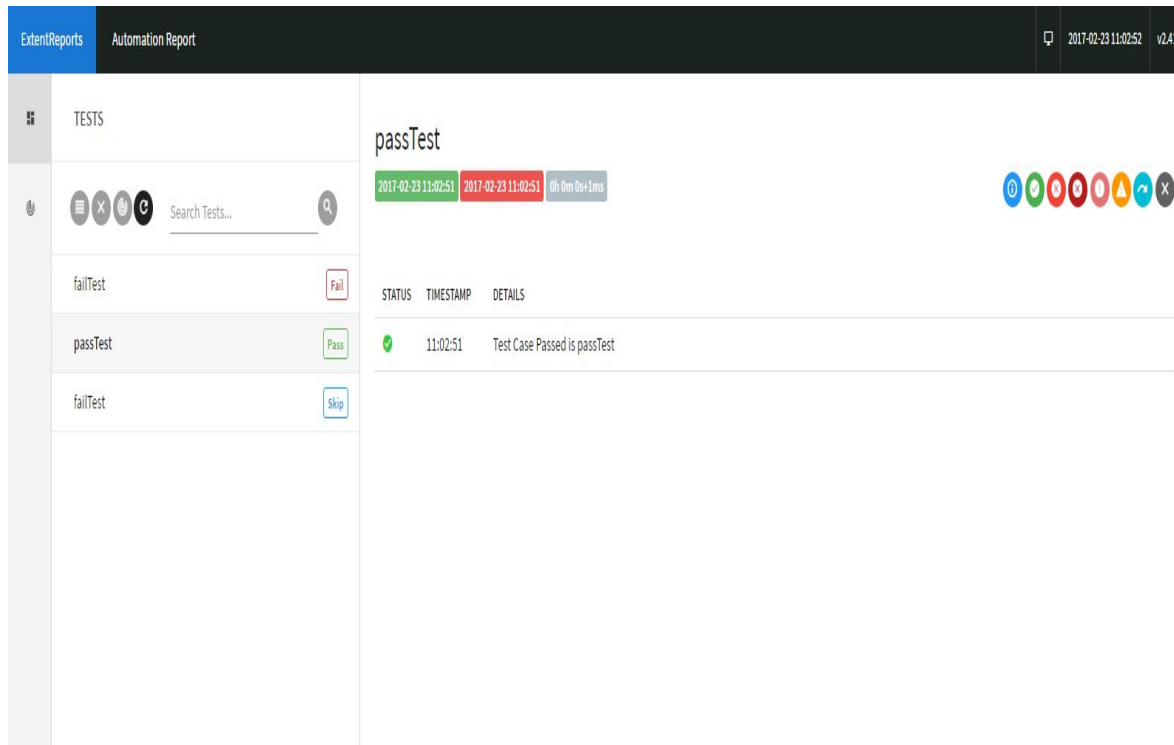 ExtentReports Automation Report 2017-02-23 11:02:52 v2.4
TESTS
Search Tests...
failTest Fail
passTest Pass
failTest Skip
passTest
2017-02-23 11:02:51 2017-02-23 11:02:51 0h 0m 0s+1ms
STATUS TIMESTAMP DETAILS
11:02:51 Test Case Passed is passTest